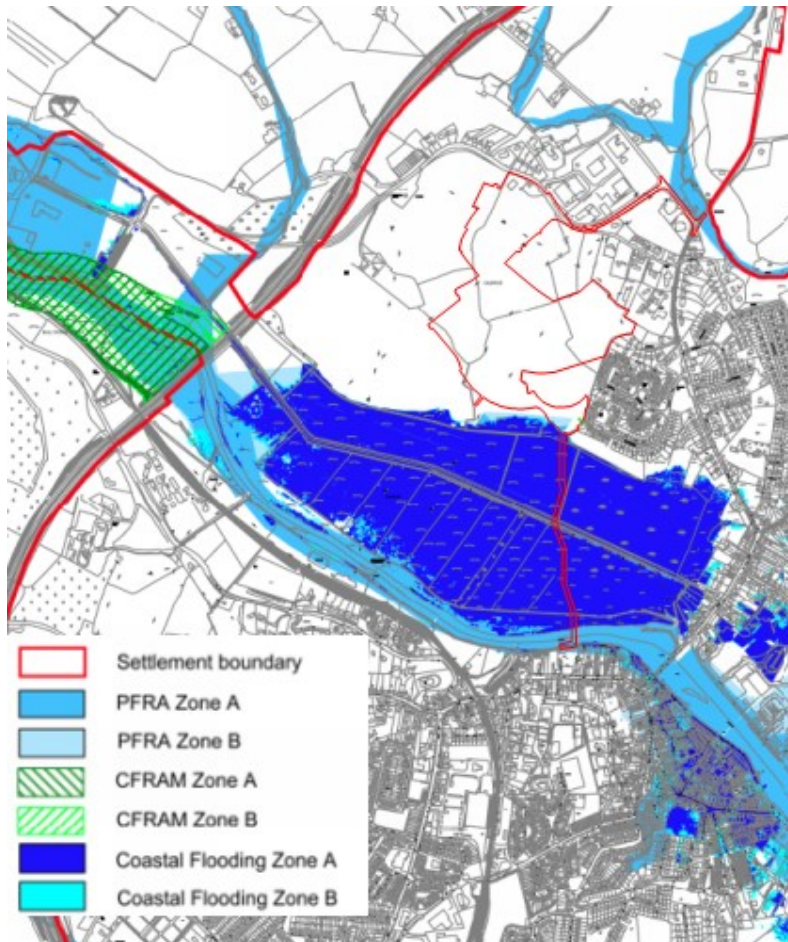 Settlement boundary
PFRA Zone A
PFRA Zone B
CFRAM Zone A
CFRAM Zone B
Coastal Flooding Zone A
Coastal Flooding Zone B